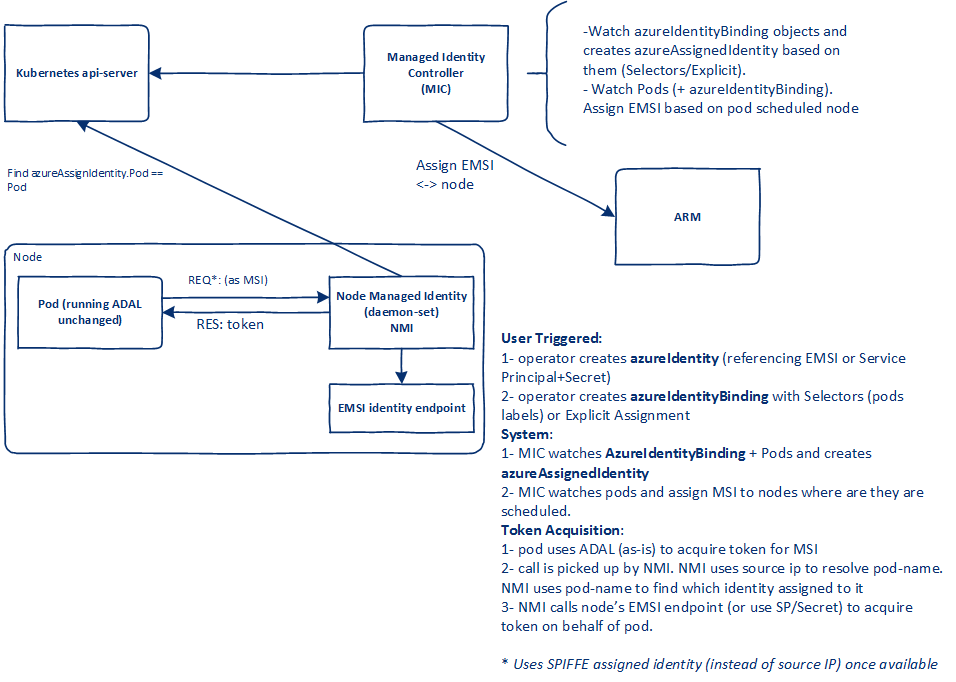 Kubernetes api-server
Managed Identity
Controller
(MIC)
-Watch azureIdentityBinding objects and
creates azureAssignedIdentity based on
them (Selectors/Explicit).
- Watch Pods (+ azureIdentityBinding).
Assign EMSI based on pod scheduled node
Find azureAssignIdentity.Pod ==
Pod
Assign EMSI
<-> node
ARM
Node
Pod (running ADAL
unchanged)
REQ*: (as MSI)
RES: token
Node Managed Identity
(daemon-set)
NMI
EMSI identity endpoint
User Triggered:
1- operator creates azureIdentity (referencing EMSI or Service
Principal+Secret)
2- operator creates azureIdentityBinding with Selectors (pods
labels) or Explicit Assignment
System:
1- MIC watches AzureIdentityBinding + Pods and creates
azureAssignedIdentity
2- MIC watches pods and assign MSI to nodes where are they are
scheduled.
Token Acquisition:
1- pod uses ADAL (as-is) to acquire token for MSI
2- call is picked up by NMI. NMI uses source ip to resolve pod-name.
NMI uses pod-name to find which identity assigned to it
3- NMI calls node's EMSI endpoint (or use SP/Secret) to acquire
token on behalf of pod.
* Uses SPIFFE assigned identity (instead of source IP) once available